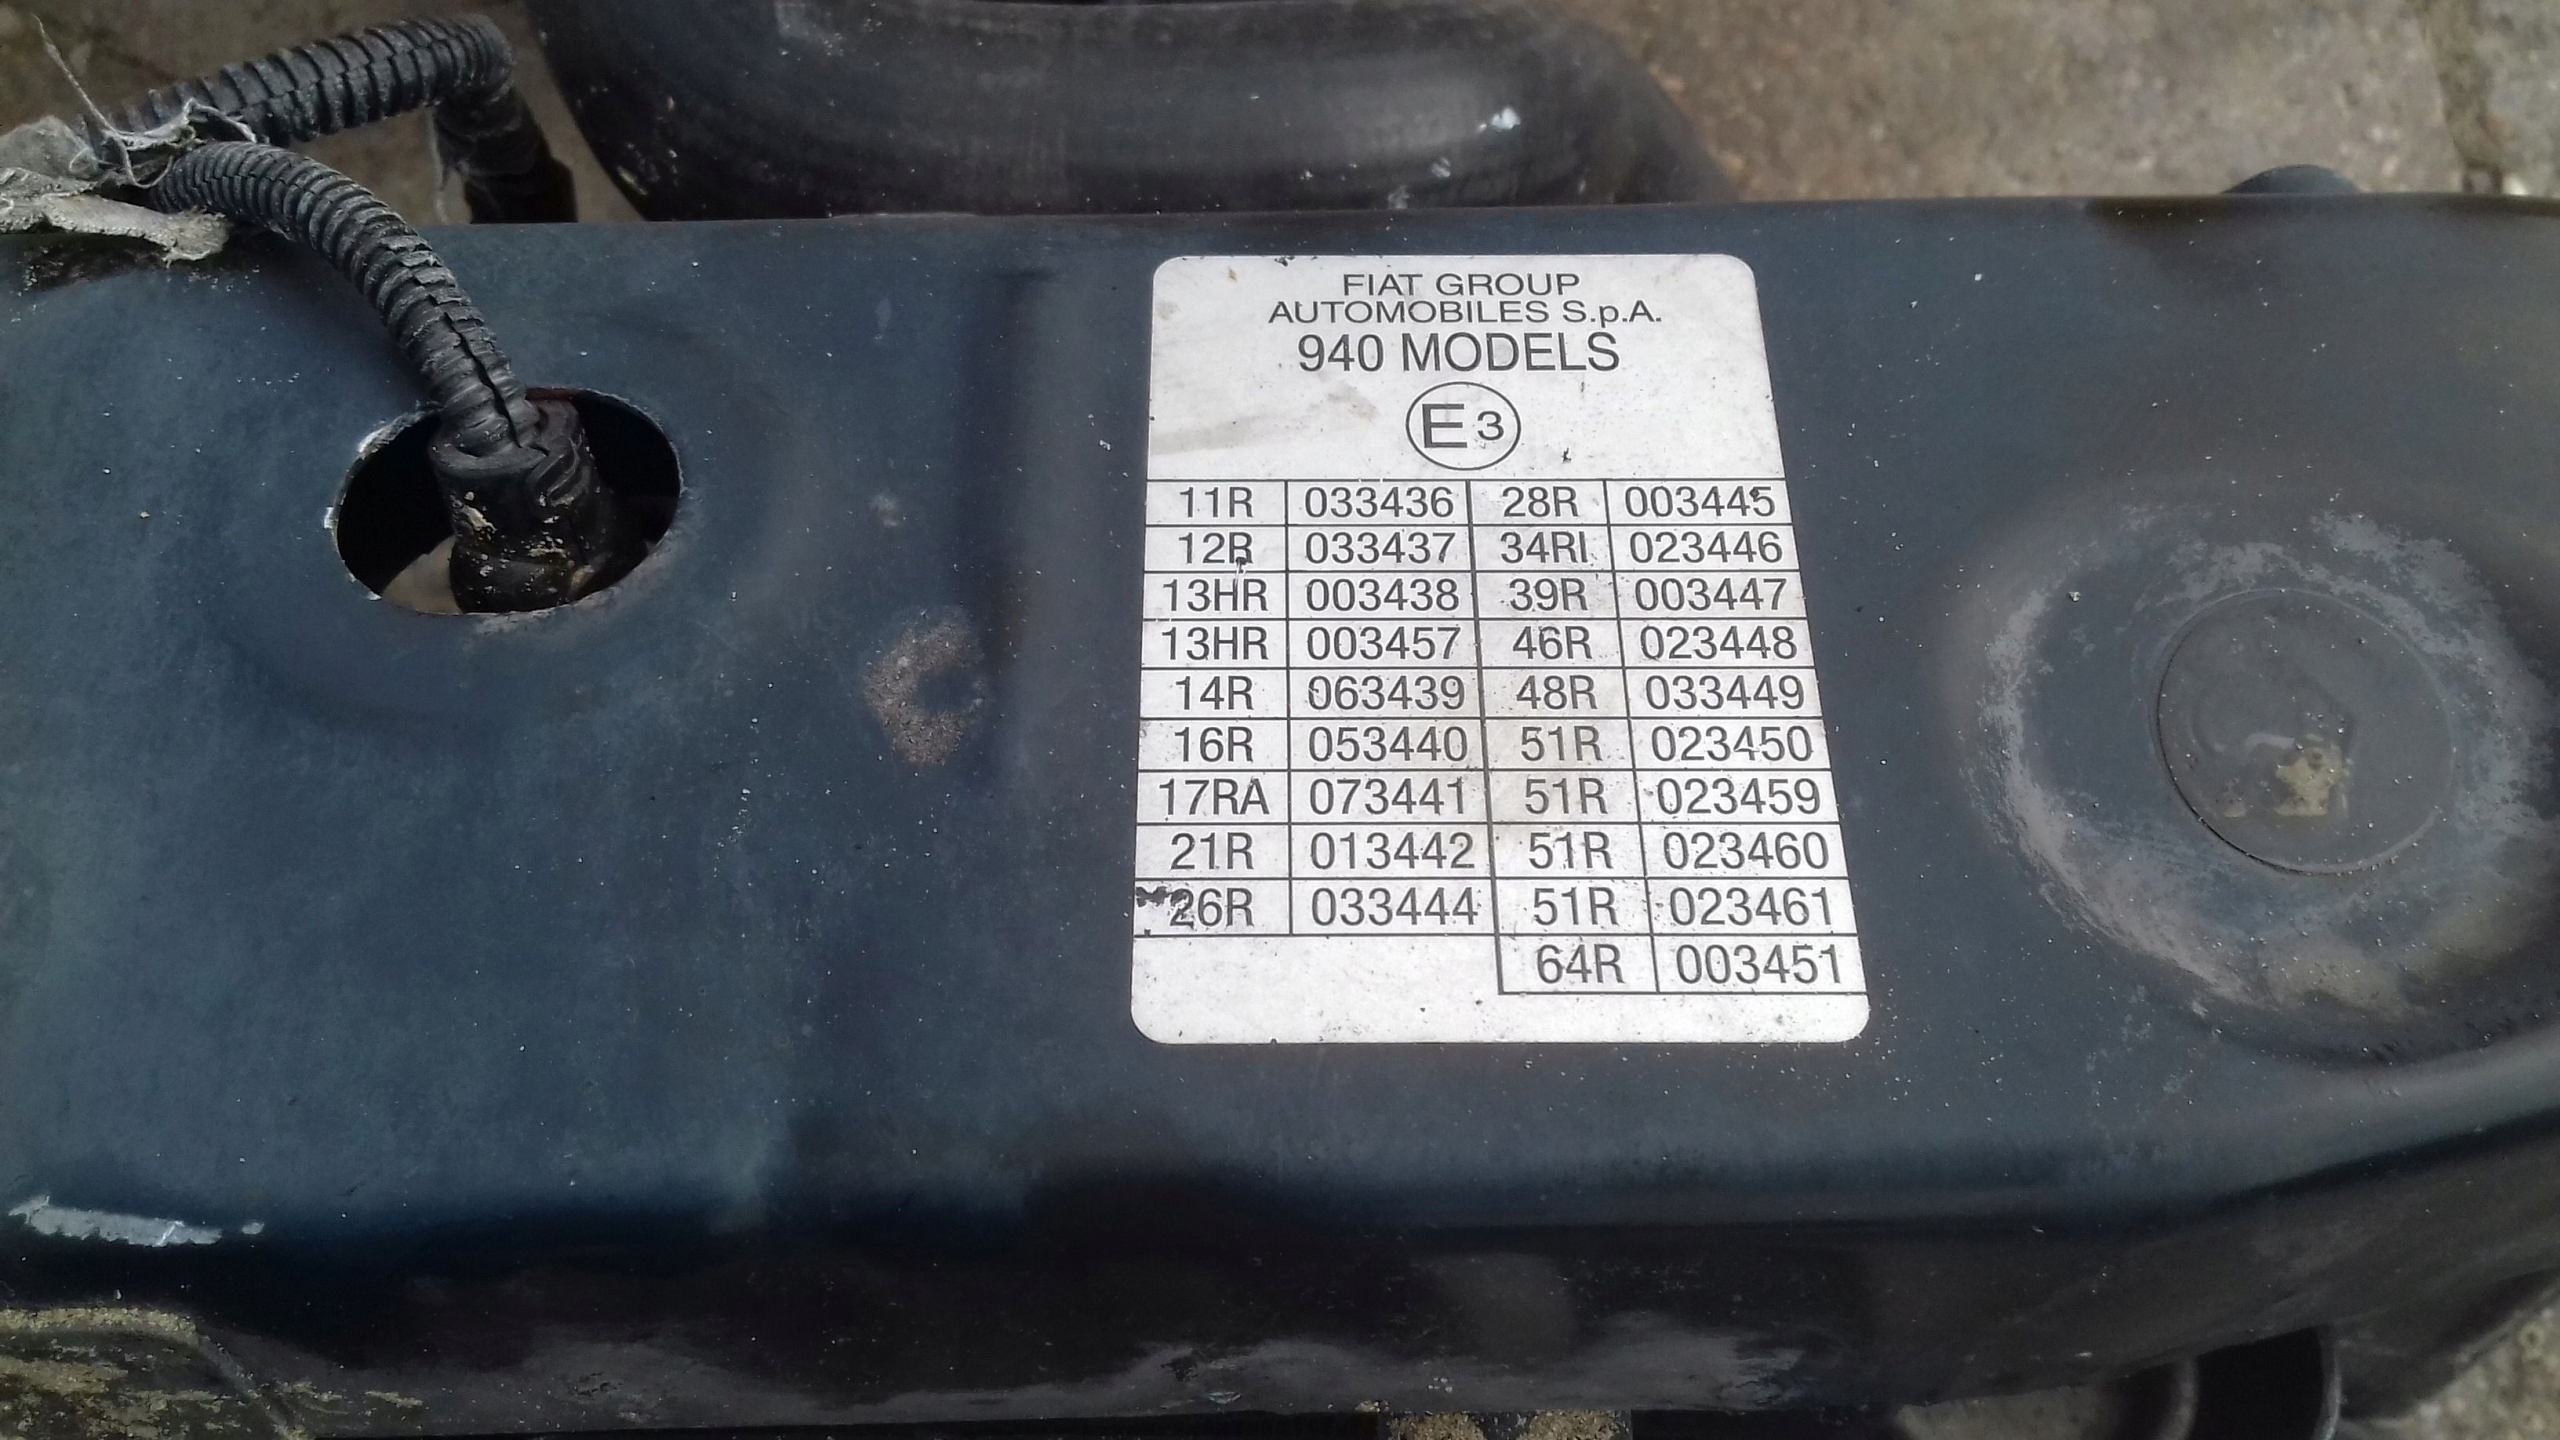 FIAT GROUP
AUTOMOBILES S.p.A.
940 MODELS
E3
11R 033436 28R 003445
12R 033437 34RI 023446
13HR 003438 39R 003447
13HR 003457 46R 023448
14R 063439 48R 033449
16R 053440 51R 023450
17RA 073441 51R 023459
21R 013442 51R 023460
26R 033444 51R 023461
64R 003451